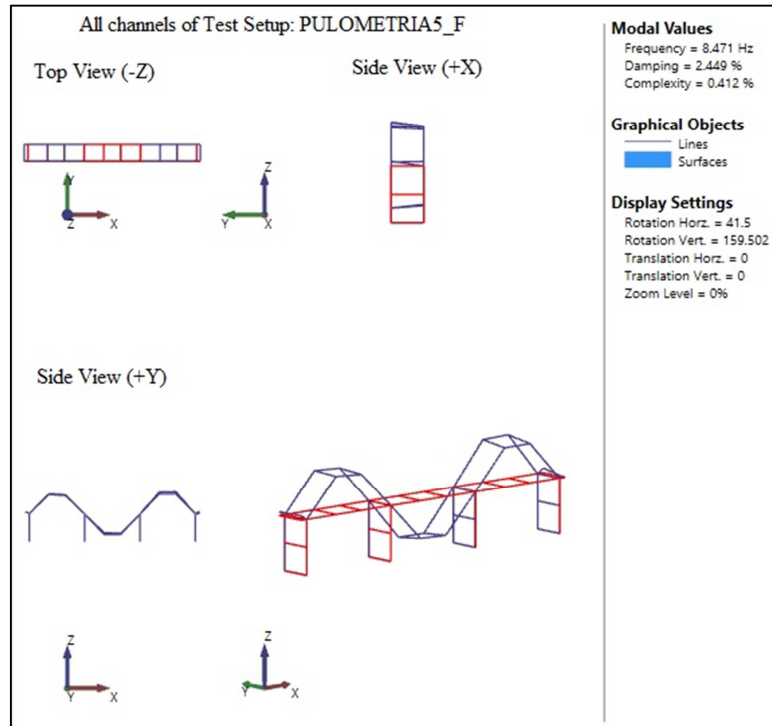 All channels of Test Setup: PULOMETRIA5_F
Top View (-Z)
Side View (+X)
Y
Z
X
Z
Y
X
Side View (+Y)
Z
Y
X
Z
Y
X
Modal Values
Frequency = 8.471 Hz
Damping = 2.449 %
Complexity = 0.412 %
Graphical Objects
Lines
Surfaces
Display Settings
Rotation Horz. = 41.5
Rotation Vert. = 159.502
Translation Horz. = 0
Translation Vert. = 0
Zoom Level = 0%